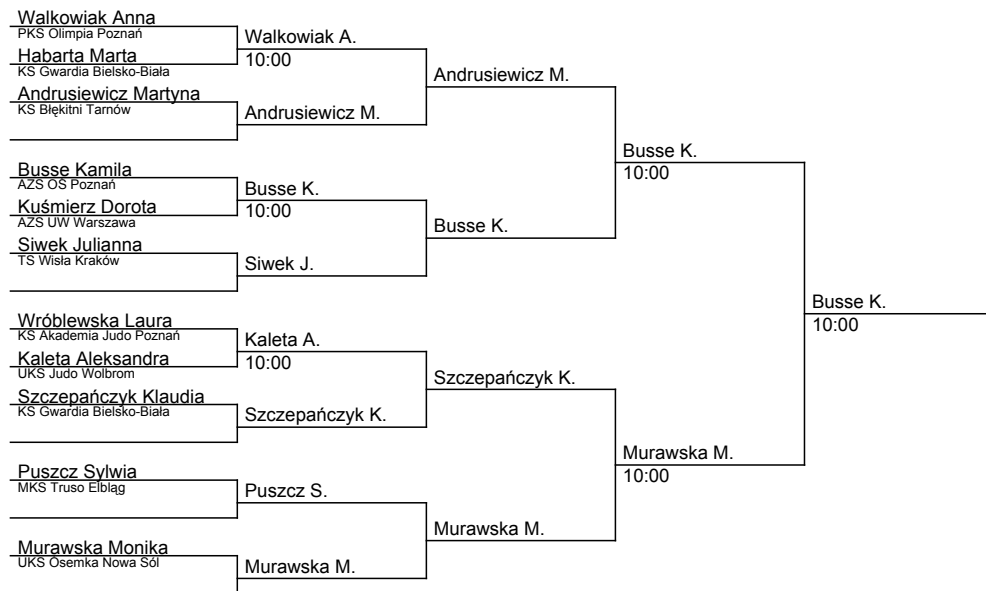 Walkowiak Anna
PKS Olimpia Poznań
Walkowiak A.
10:00
Habarta Marta
KS Gwardia Bielsko-Biała
Andrusiewicz M.
Andrusiewicz Martyna
KS Błękitni Tarnów
Andrusiewicz M.
Busse K.
10:00
Busse Kamila
AZS OŚ Poznań
Busse K.
10:00
Kuśmierz Dorota
AZS UW Warszawa
Busse K.
Siwek Julianna
TS Wisła Kraków
Siwek J.
Busse K.
10:00
Wróblewska Laura
KS Akademia Judo Poznań
Kaleta A.
10:00
Kaleta Aleksandra
UKS Judo Wolbrom
Szczepańczyk K.
Szczepańczyk Klaudia
KS Gwardia Bielsko-Biała
Szczepańczyk K.
Murawska M.
10:00
Puszcz Sylwia
MKS Truso Elbląg
Puszcz S.
Murawska M.
Murawska Monika
UKS Ósemka Nowa Sól
Murawska M.